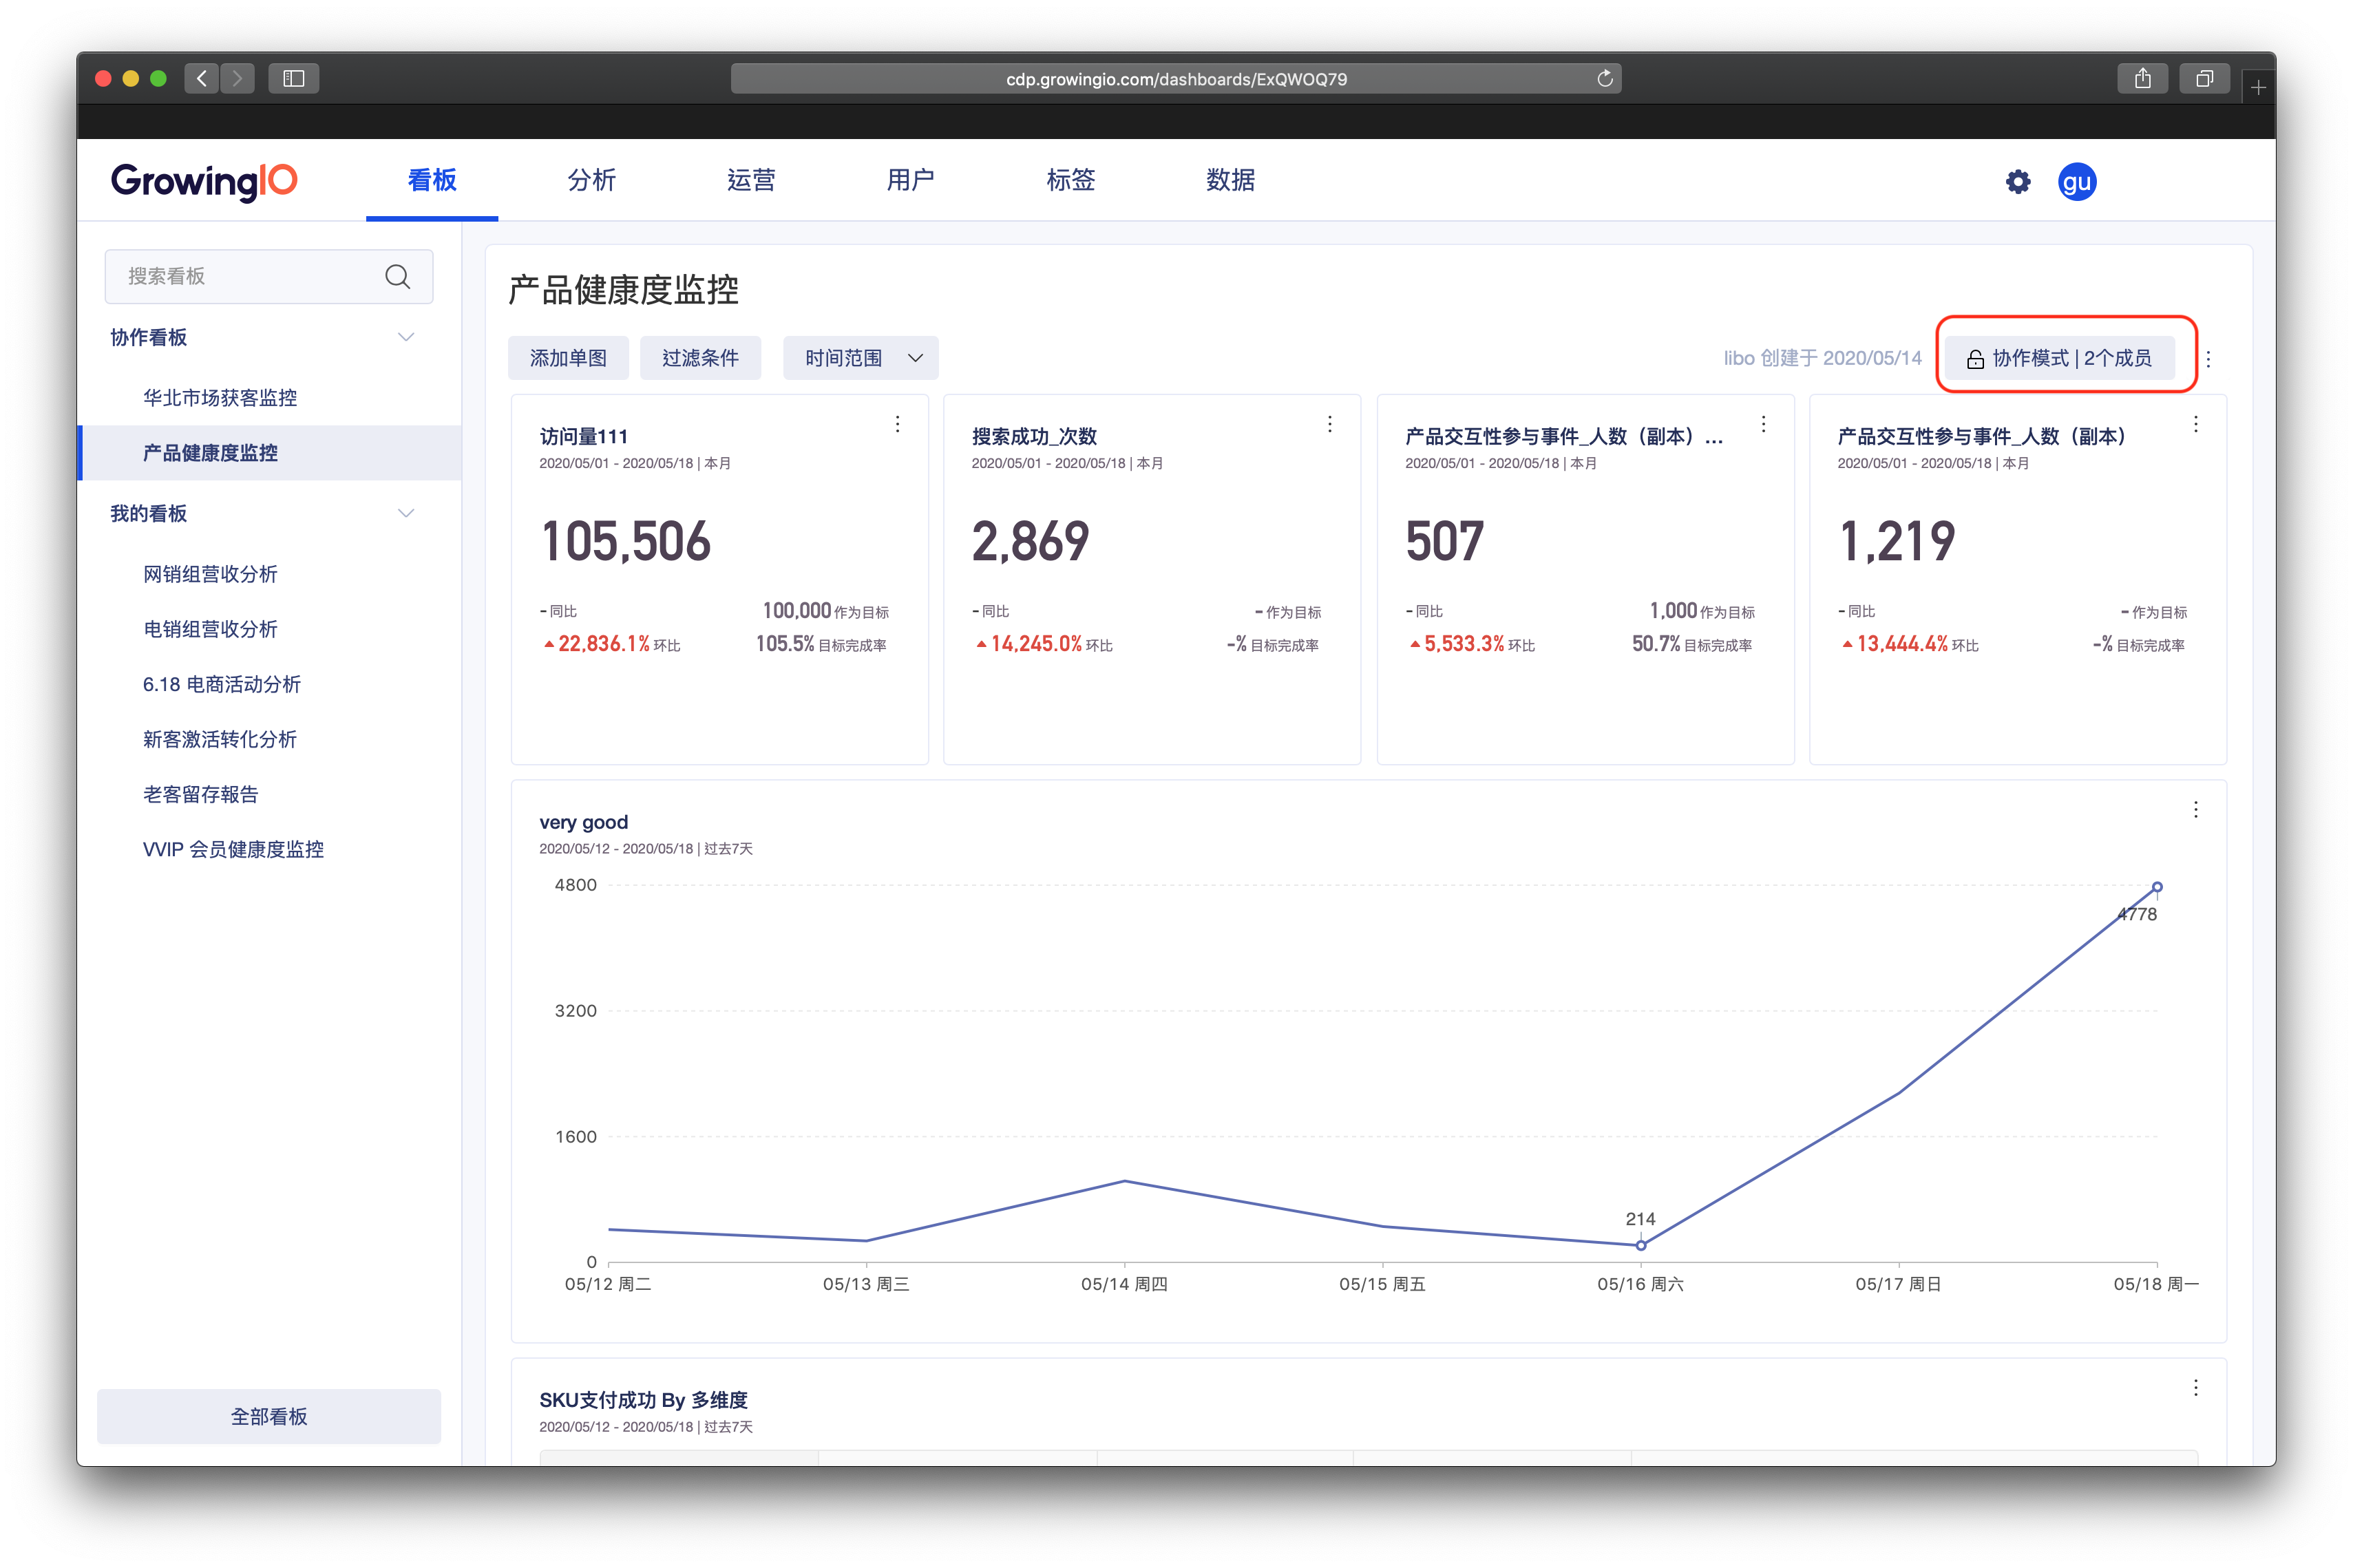 cdp.growingio.com/dashboards/ExQWOQ79
GrowingIO
看板
分析
运营
用户
标签
数据
gu
搜索看板
协作看板
华北市场获客监控
产品健康度监控
我的看板
网销组营收分析
电销组营收分析
6.18 电商活动分析
新客激活转化分析
老客留存報告
VVIP 会员健康度监控
全部看板
产品健康度监控
添加单图
过滤条件
时间范围
libo 创建于 2020/05/14
协作模式 | 2个成员
访问量111
2020/05/01 - 2020/05/18 | 本月
105,506
- 同比
100,000 作为目标
22,836.1% 环比
105.5% 目标完成率
搜索成功_次数
2020/05/01 - 2020/05/18 | 本月
2,869
- 同比
- 作为目标
14,245.0% 环比
-% 目标完成率
产品交互性参与事件_人数（副本）...
2020/05/01 - 2020/05/18 | 本月
507
- 同比
1,000 作为目标
5,533.3% 环比
50.7% 目标完成率
产品交互性参与事件_人数（副本）
2020/05/01 - 2020/05/18 | 本月
1,219
- 同比
- 作为目标
13,444.4% 环比
-% 目标完成率
very good
2020/05/12 - 2020/05/18 | 过去7天
4800
4778
3200
1600
214
0
05/12 周二
05/13 周三
05/14 周四
05/15 周五
05/16 周六
05/17 周日
05/18 周一
SKU支付成功 By 多维度
2020/05/12 - 2020/05/18 | 过去7天